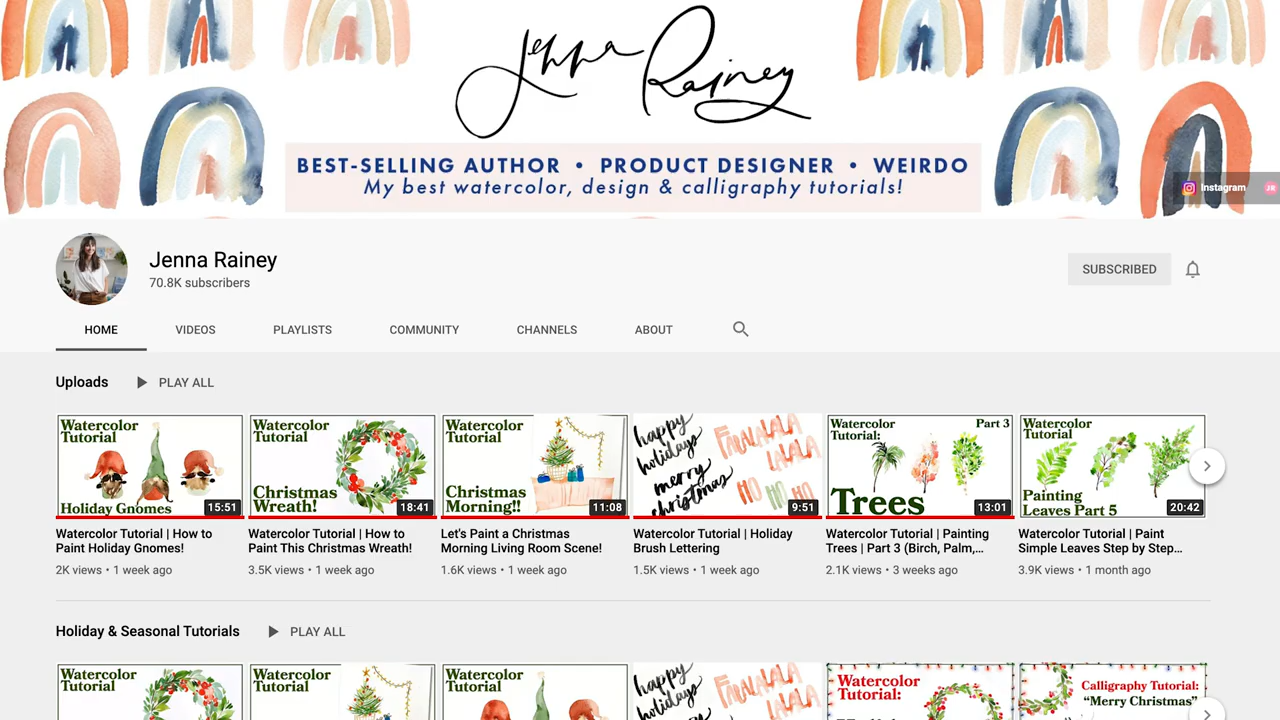 Jenna Rainey
BEST-SELLING AUTHOR • PRODUCT DESIGNER • WEIRDO
My best watercolor, design & calligraphy tutorials!
Instagram
JR
Jenna Rainey
70.8K subscribers
SUBSCRIBED
HOME VIDEOS PLAYLISTS COMMUNITY CHANNELS ABOUT
Uploads PLAY ALL
Watercolor
Tutorial
Holiday Gnomes
15:51
Watercolor
Tutorial
Christmas
Wreath!
18:41
Watercolor
Tutorial
Christmas
Morning!!
11:08
happy
holidays
merry
christmas
FALALALA
LALA
HO HO HO
9:51
Watercolor
Tutorial:
Part 3
Trees
13:01
Watercolor
Tutorial
Painting
Leaves Part 5
20:42
Watercolor Tutorial | How to
Paint Holiday Gnomes!
2K views • 1 week ago
Watercolor Tutorial | How to
Paint This Christmas Wreath!
3.5K views • 1 week ago
Let's Paint a Christmas
Morning Living Room Scene!
1.6K views • 1 week ago
Watercolor Tutorial | Holiday
Brush Lettering
1.5K views • 1 week ago
Watercolor Tutorial | Painting
Trees | Part 3 (Birch, Palm,...
2.1K views • 3 weeks ago
Watercolor Tutorial | Paint
Simple Leaves Step by Step...
3.9K views • 1 month ago
Holiday & Seasonal Tutorials PLAY ALL
Watercolor
Tutorial
Watercolor
Tutorial
Watercolor
Tutorial
happy
holidays
FALALALA
LALA
Watercolor
Tutorial:
Calligraphy Tutorial:
“Merry Christmas”